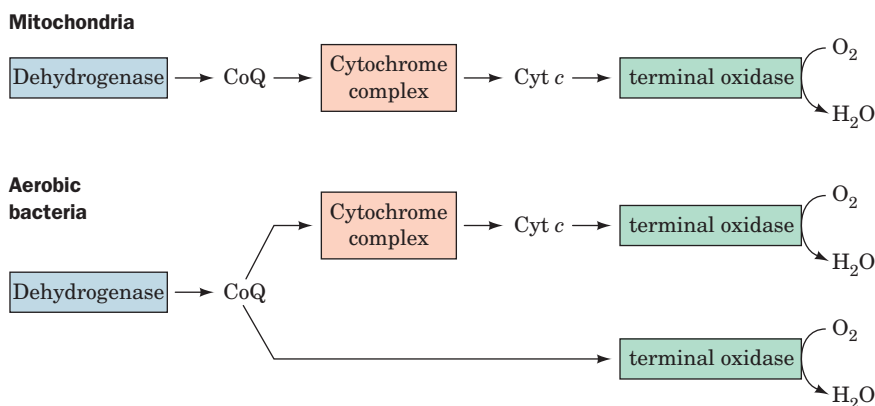 Mitochondria
Dehydrogenase CoQ Cytochrome complex Cyt c terminal oxidase O2
H2O
Aerobic
bacteria
Cytochrome
complex
Cyt c
terminal oxidase
O2
H2O
Dehydrogenase
CoQ
terminal oxidase
O2
H2O